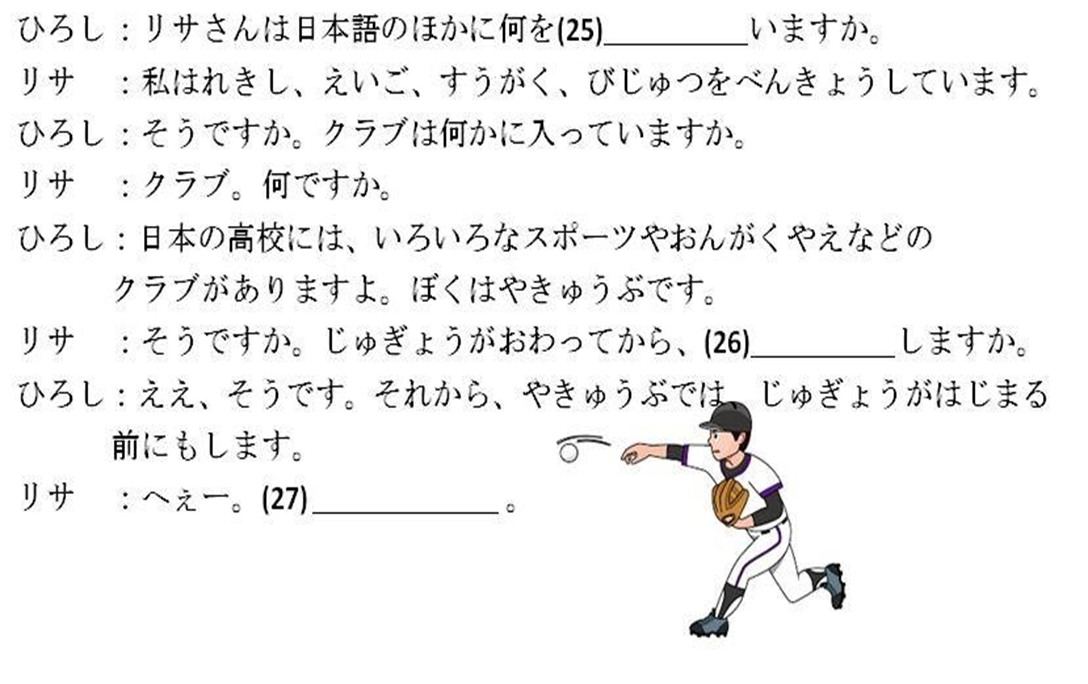 ひろし：リサさんは日本語のほかに何を(25)__________いますか。
リサ　：私はれきし、えいご、すうがく、びじゅつをべんきょうしています。
ひろし：そうですか。クラブは何かに入っていますか。
リサ　：クラブ。何ですか。
ひろし：日本の高校には、いろいろなスポーツやおんがくやえなどの
クラブがありますよ。ぼくはやきゅうぶです。
リサ　：そうですか。じゅぎょうがおわってから、(26)__________しますか。
ひろし：ええ、そうです。それから、やきゅうぶでは、じゅぎょうがはじまる
前にもします。
リサ　：へぇー。(27)_____________。